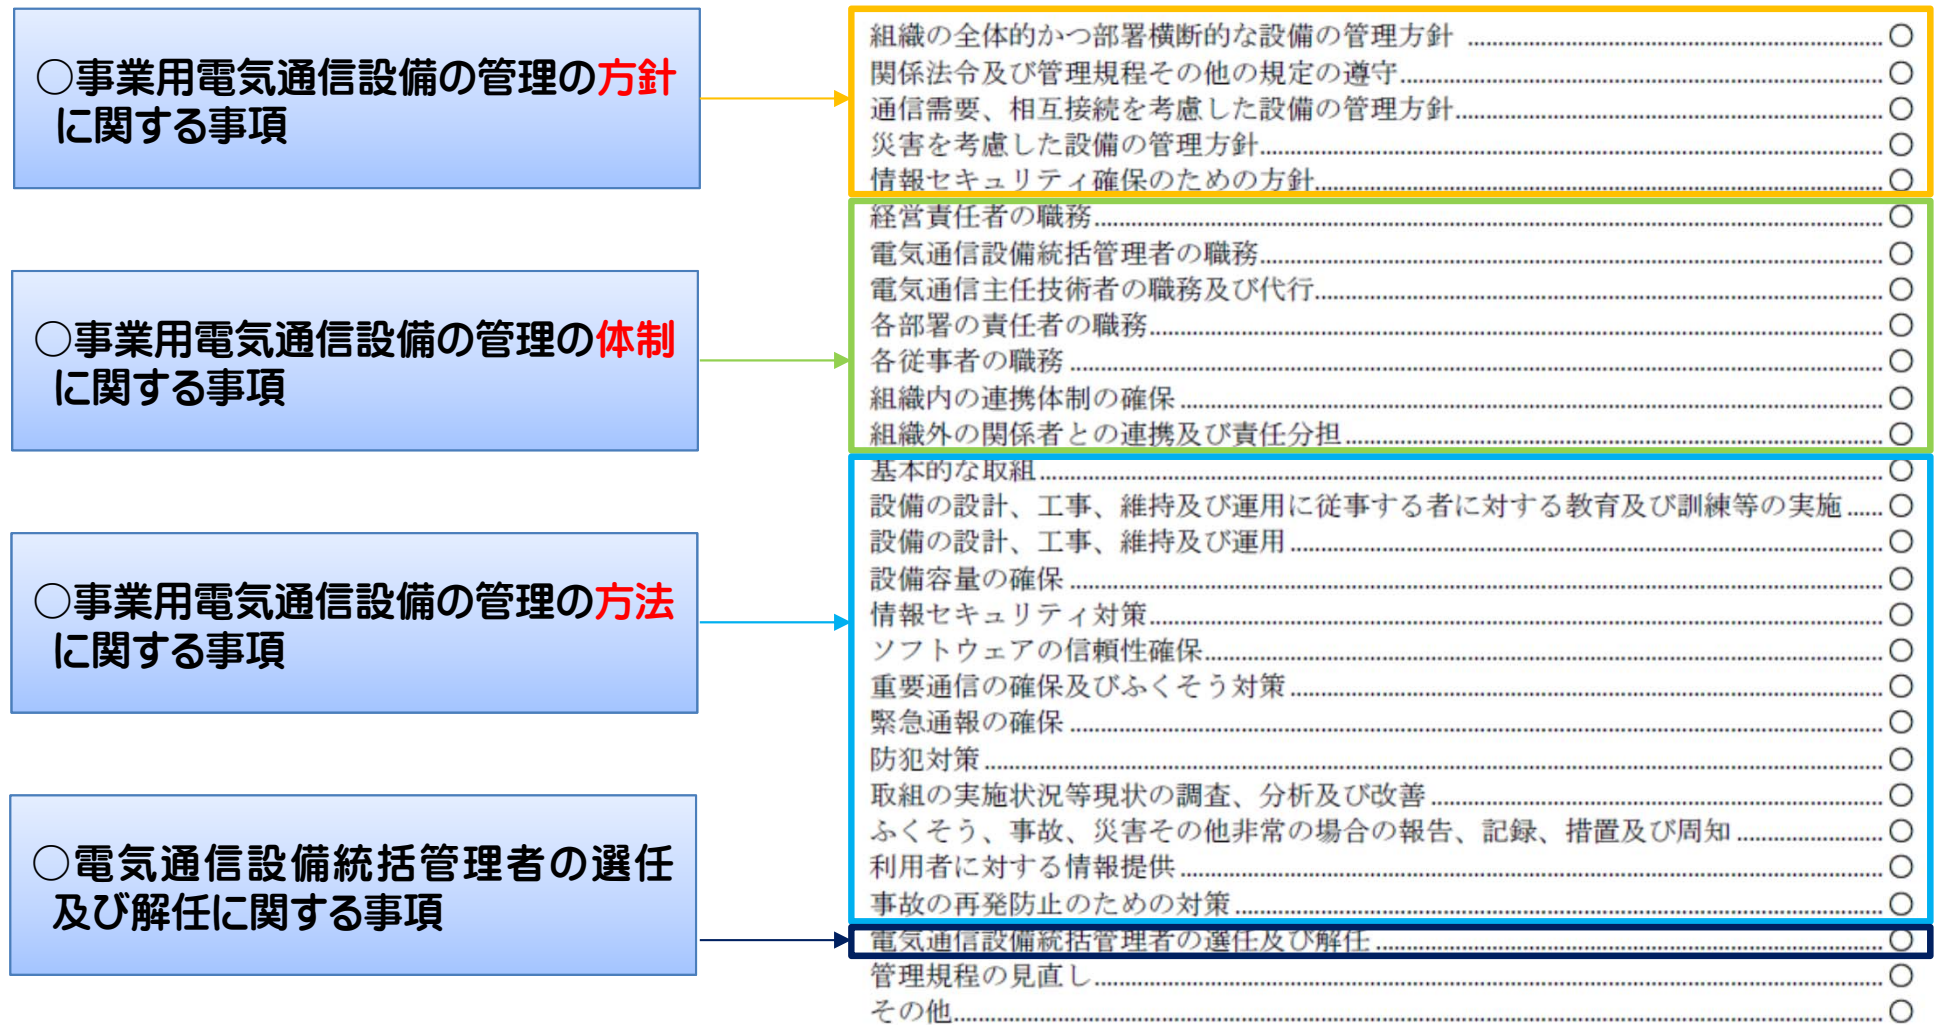 ○事業用電気通信設備の管理の方針
に関する事項
○事業用電気通信設備の管理の体制
に関する事項
○事業用電気通信設備の管理の方法
に関する事項
○電気通信設備統括管理者の選任
及び解任に関する事項
組織の全体的かつ部署横断的な設備の管理方針 ........ ○
関係法令及び管理規程その他の規定の遵守........ ○
通信需要、相互接続を考慮した設備の管理方針........ ○
災害を考慮した設備の管理方針........ ○
情報セキュリティ確保のための方針........ ○
経営責任者の職務........ ○
電気通信設備統括管理者の職務........ ○
電気通信主任技術者の職務及び代行........ ○
各部署の責任者の職務........ ○
各従事者の職務 ........ ○
組織内の連携体制の確保 ........ ○
組織外の関係者との連携及び責任分担 ........ ○
基本的な取組 ........ ○
設備の設計、工事、維持及び運用に従事する者に対する教育及び訓練等の実施 ...... ○
設備の設計、工事、維持及び運用 ........ ○
設備容量の確保 ........ ○
情報セキュリティ対策........ ○
ソフトウェアの信頼性確保........ ○
重要通信の確保及びふくそう対策 ........ ○
緊急通報の確保 ........ ○
防犯対策 ........ ○
取組の実施状況等現状の調査、分析及び改善 ........ ○
ふくそう、事故、災害その他非常の場合の報告、記録、措置及び周知 ........ ○
利用者に対する情報提供 ........ ○
事故の再発防止のための対策 ........ ○
電気通信設備統括管理者の選任及び解任 ........ ○
管理規程の見直し ........ ○
その他........ ○